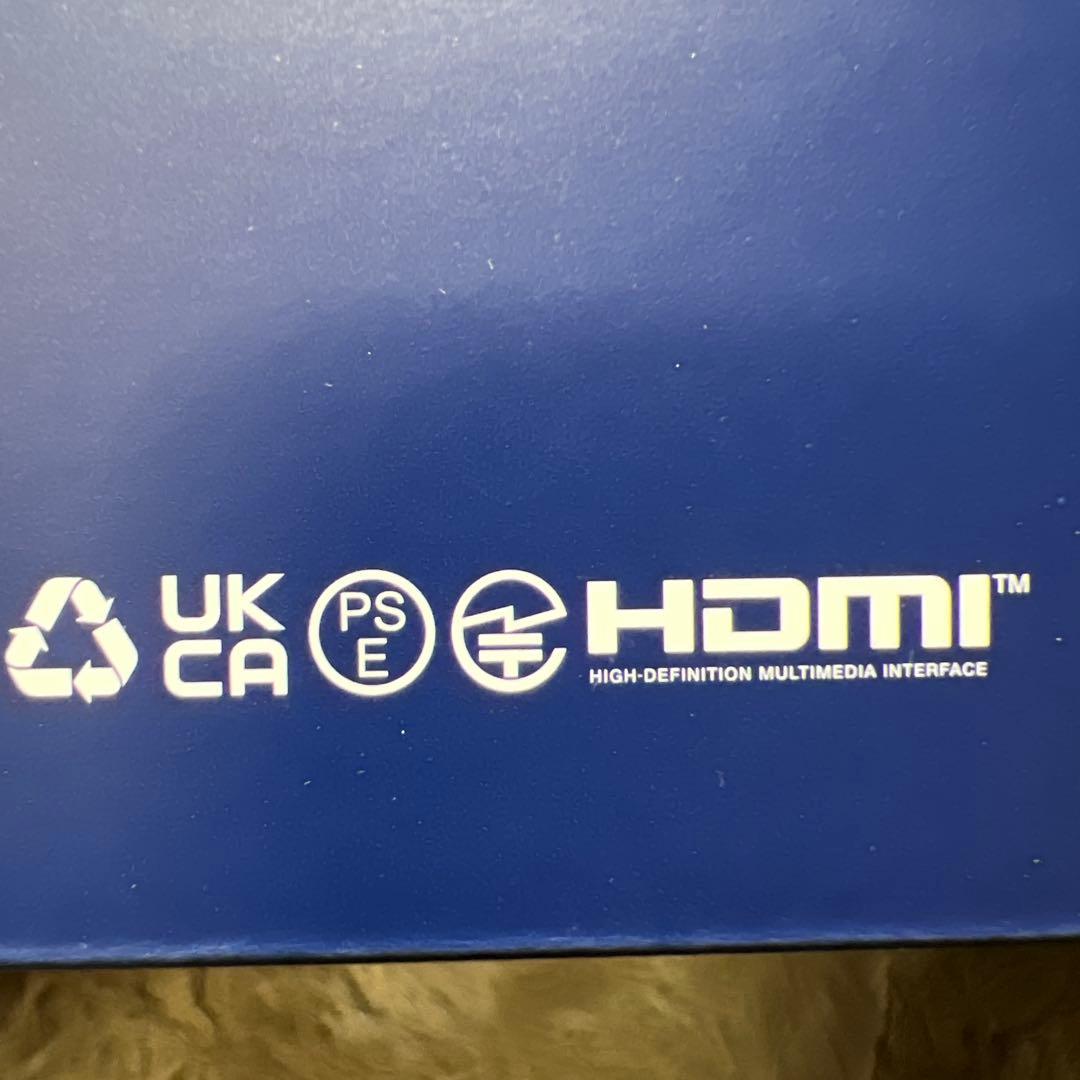 UK
CA
PS
E
HDMI™
HIGH-DEFINITION MULTIMEDIA INTERFACE